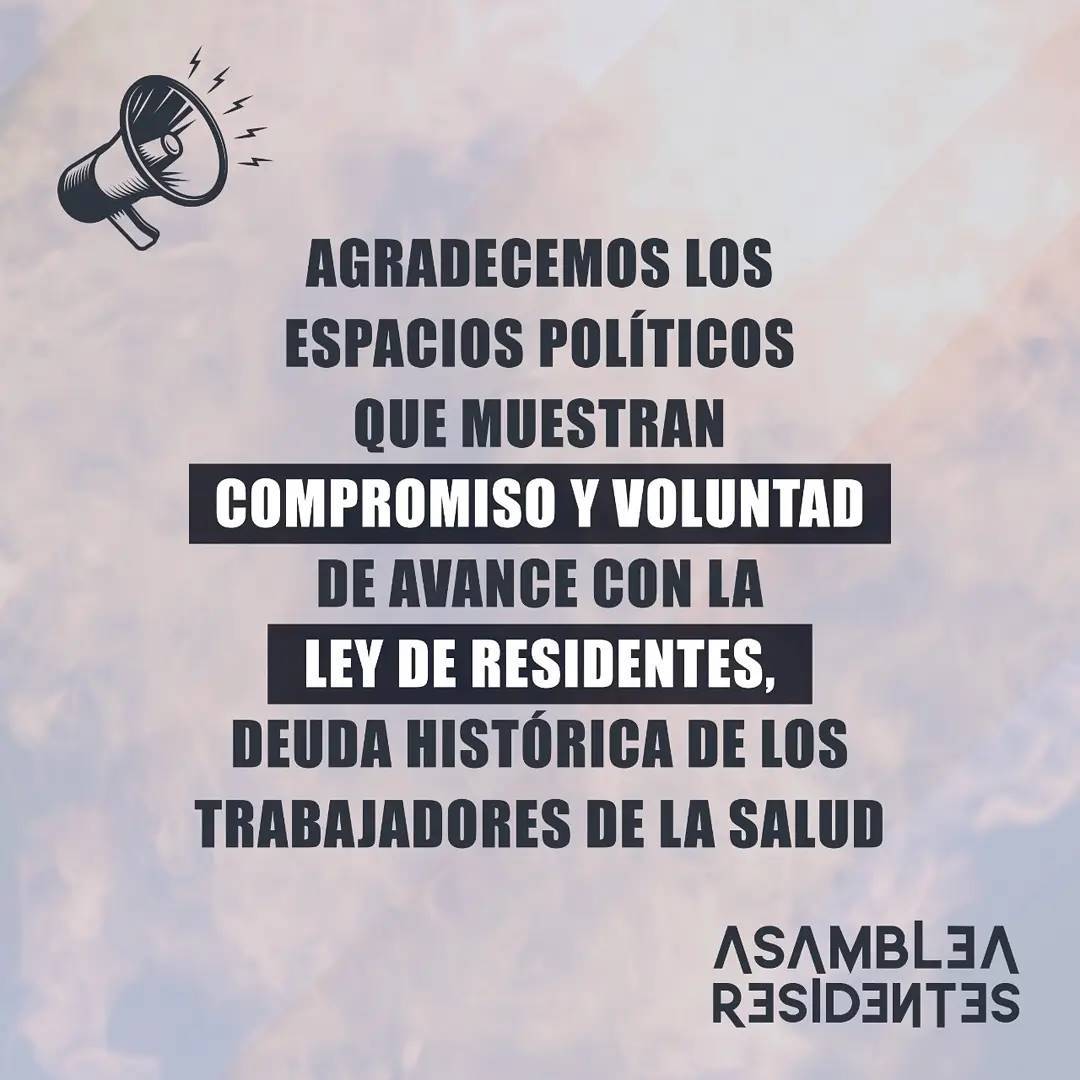 AGRADECEMOS LOS
ESPACIOS POLÍTICOS
QUE MUESTRAN
COMPROMISO Y VOLUNTAD
DE AVANCE CON LA
LEY DE RESIDENTES,
DEUDA HISTÓRICA DE LOS
TRABAJADORES DE LA SALUD
ASAMBLEA
RESIDENTES